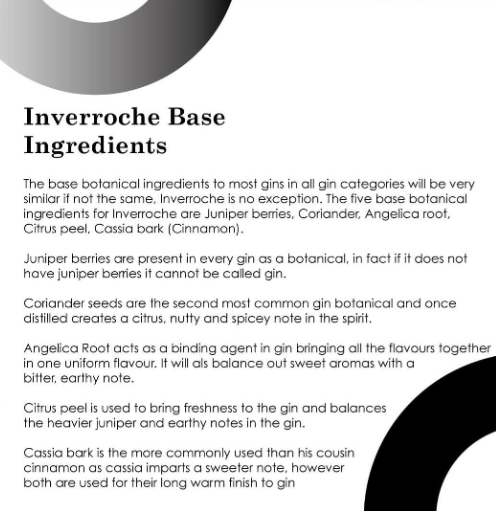 Inverroche Base
Ingredients
The base botanical ingredients to most gins in all gin categories will be very
similar if not the same, Inverroche is no exception. The five base botanical
ingredients for Inverroche are Juniper berries, Coriander, Angelica root,
Citrus peel, Cassia bark (Cinnamon).
Juniper berries are present in every gin as a botanical, in fact if it does not
have juniper berries it cannot be called gin.
Coriander seeds are the second most common gin botanical and once
distilled creates a citrus, nutty and spicey note in the spirit.
Angelica Root acts as a binding agent in gin bringing all the flavours together
in one uniform flavour. It will als balance out sweet aromas with a
bitter, earthy note.
Citrus peel is used to bring freshness to the gin and balances
the heavier juniper and earthy notes in the gin.
Cassia bark is the more commonly used than his cousin
cinnamon as cassia imparts a sweeter note, however
both are used for their long warm finish to gin